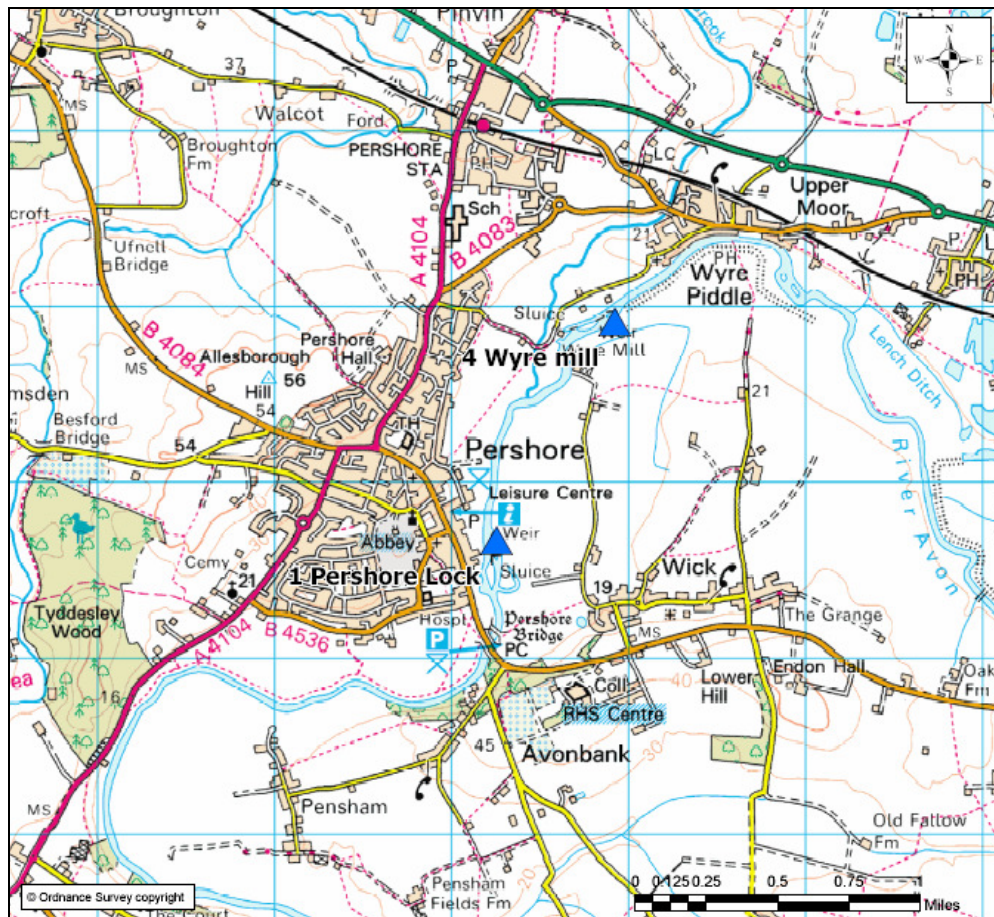 Broughton
Pinvin
N
W E
S
37
P
MS
Walcot
Ford
Broughton
Fm
PERSHORE
STA
PH
LC
Upper
Moor
croft
Sch
A 4104
B 4083
21
P
Ufnell
Bridge
PH
Wyre
Piddle
PH
Sluice
Pershore
Hall
4 Wyre mill
Mill
B 4084
Allesborough
Hill
56
54
MS
Lench Ditch
21
msden
Besford
Bridge
54
TH
Pershore
River Avon
Leisure Centre
P
Weir
Abbey
Cemy
21
1 Pershore Lock
Sluice
Wick
19
Tyddesley
Wood
A 4104
B 4536
Hospl
Pershore
Bridge
PC
P
MS
The Grange
ea
16
Endon Hall
Oak
Fm
Coll
40
Lower
Hill
RHS Centre
45
30
Avonbank
MS
Pensham
Old Fallow
Fm
20
Pensham
Fields Fm
The Court
© Ordnance Survey copyright
0 0.125 0.25 0.5 0.75 1
Miles